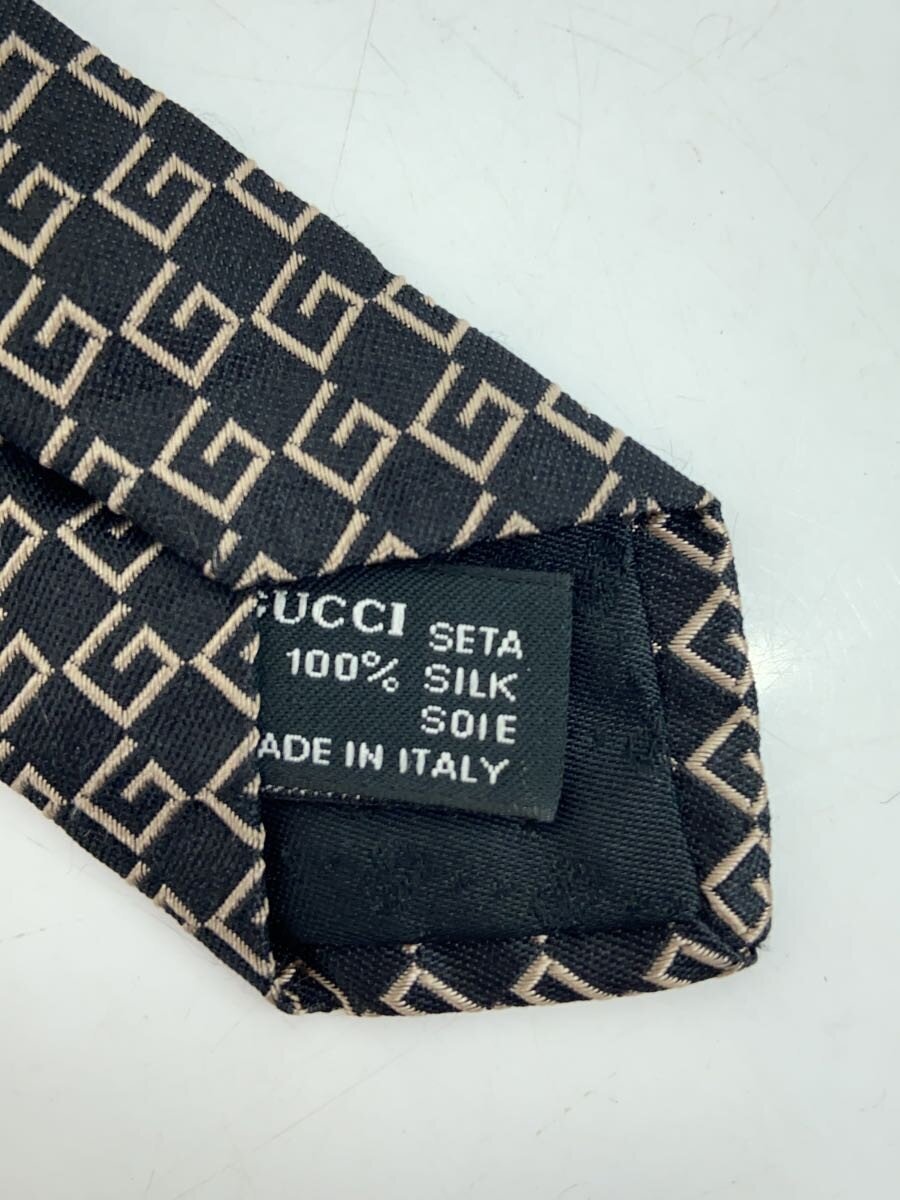 GUCCI SETA
100% SILK
SOIE
ADE IN ITALY